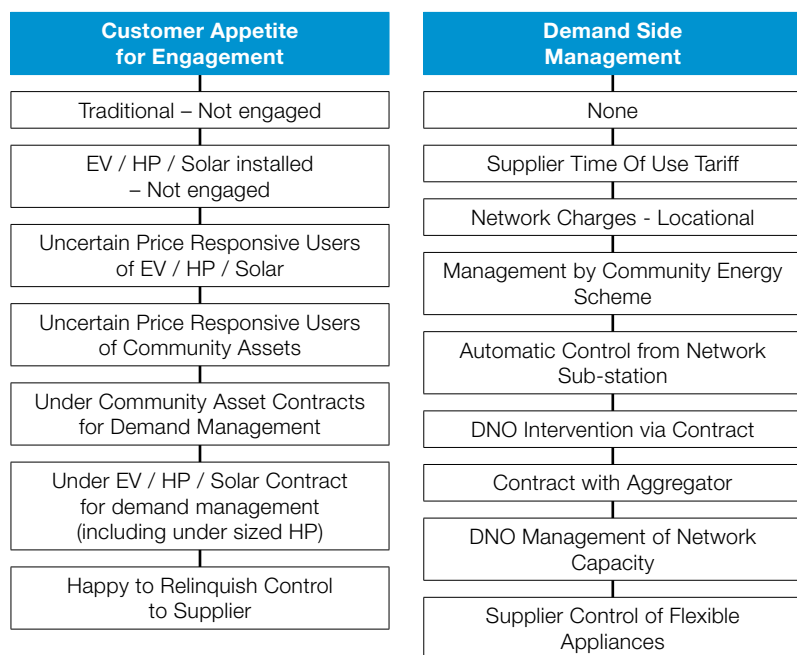 Customer Appetite
for Engagement
Traditional – Not engaged
EV / HP / Solar installed
– Not engaged
Uncertain Price Responsive Users
of EV / HP / Solar
Uncertain Price Responsive Users
of Community Assets
Under Community Asset Contracts
for Demand Management
Under EV / HP / Solar Contract
for demand management
(including under sized HP)
Happy to Relinquish Control
to Supplier
Demand Side
Management
None
Supplier Time Of Use Tariff
Network Charges - Locational
Management by Community Energy
Scheme
Automatic Control from Network
Sub-station
DNO Intervention via Contract
Contract with Aggregator
DNO Management of Network
Capacity
Supplier Control of Flexible
Appliances